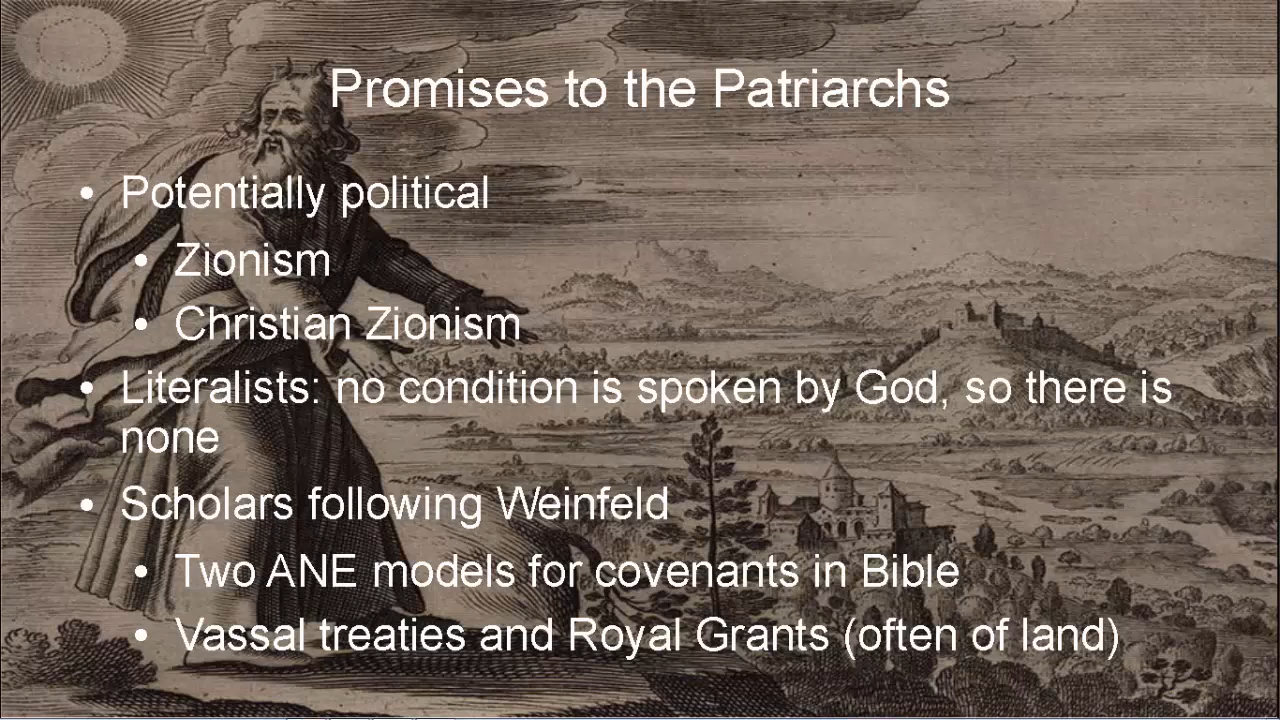 Promises to the Patriarchs
• Potentially political
• Zionism
• Christian Zionism
• Literalists: no condition is spoken by God, so there is
none
• Scholars following Weinfeld
• Two ANE models for covenants in Bible
• Vassal treaties and Royal Grants (often of land)